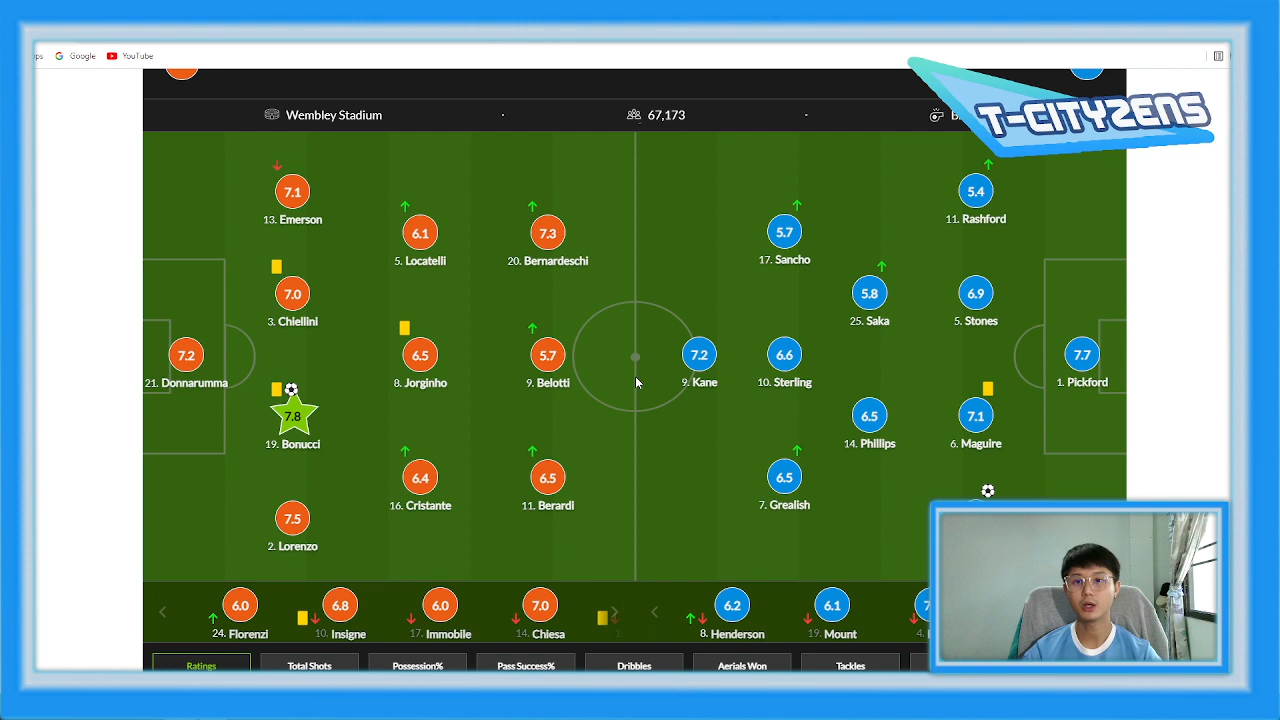 ps Google YouTube
T-CITYZENS
Wembley Stadium
67,173
7.1
13. Emerson
5.4
11. Rashford
6.1
5. Locatelli
7.3
20. Bernardeschi
5.7
17. Sancho
7.0
3. Chiellini
5.8
25. Saka
6.9
5. Stones
7.2
21. Donnarumma
6.5
8. Jorginho
5.7
9. Belotti
7.2
9. Kane
6.6
10. Sterling
7.7
1. Pickford
7.8
19. Bonucci
6.5
14. Phillips
7.1
6. Maguire
6.4
16. Cristante
6.5
11. Berardi
6.5
7. Grealish
7.5
2. Lorenzo
6.0
24. Florenzi
6.8
10. Insigne
6.0
17. Immobile
7.0
14. Chiesa
6.2
8. Henderson
6.1
19. Mount
4.
Ratings Total Shots Possession% Pass Success% Dribbles Aerials Won Tackles